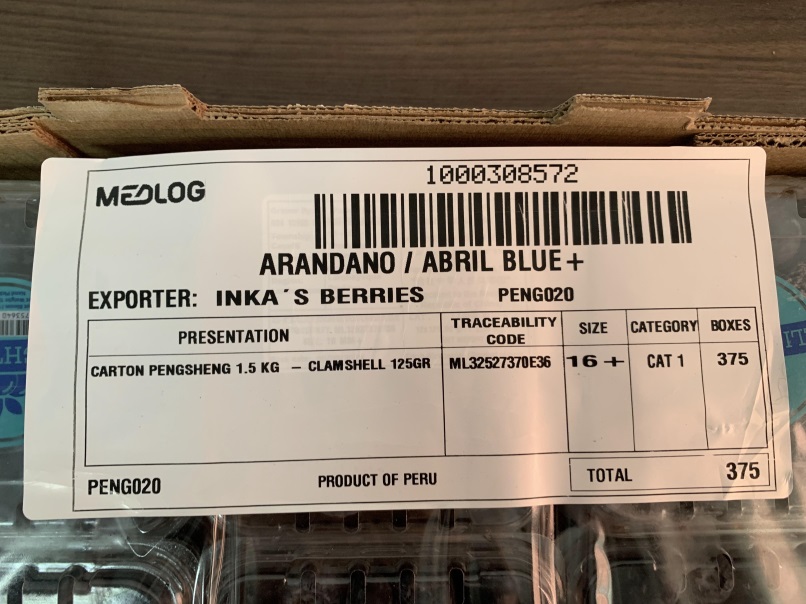 1000308572
MEDLOG
ARANDANO / ABRIL BLUE+
EXPORTER: INKA´S BERRIES PENG020
PRESENTATION TRACEABILITY CODE SIZE CATEGORY BOXES
CARTON PENGSHENG 1.5 KG – CLAMSHELL 125GR ML32527370E36 16+ CAT 1 375
PENG020 PRODUCT OF PERU TOTAL 375